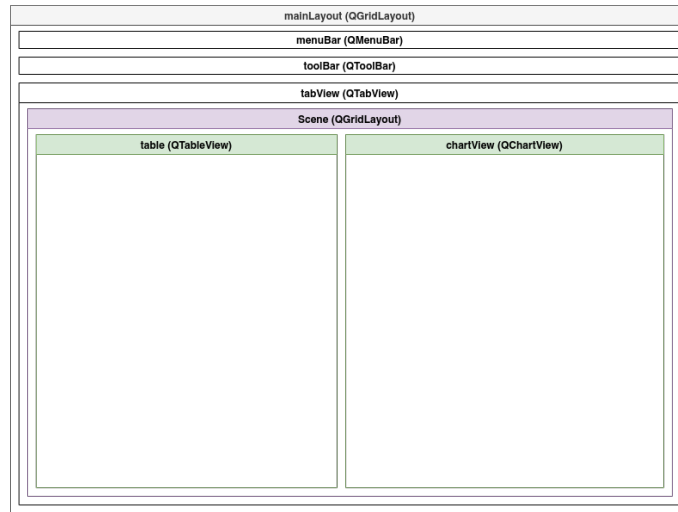 mainLayout (QGridLayout)
menuBar (QMenuBar)
toolBar (QToolBar)
tabView (QTabView)
Scene (QGridLayout)
table (QTableView)
chartView (QChartView)